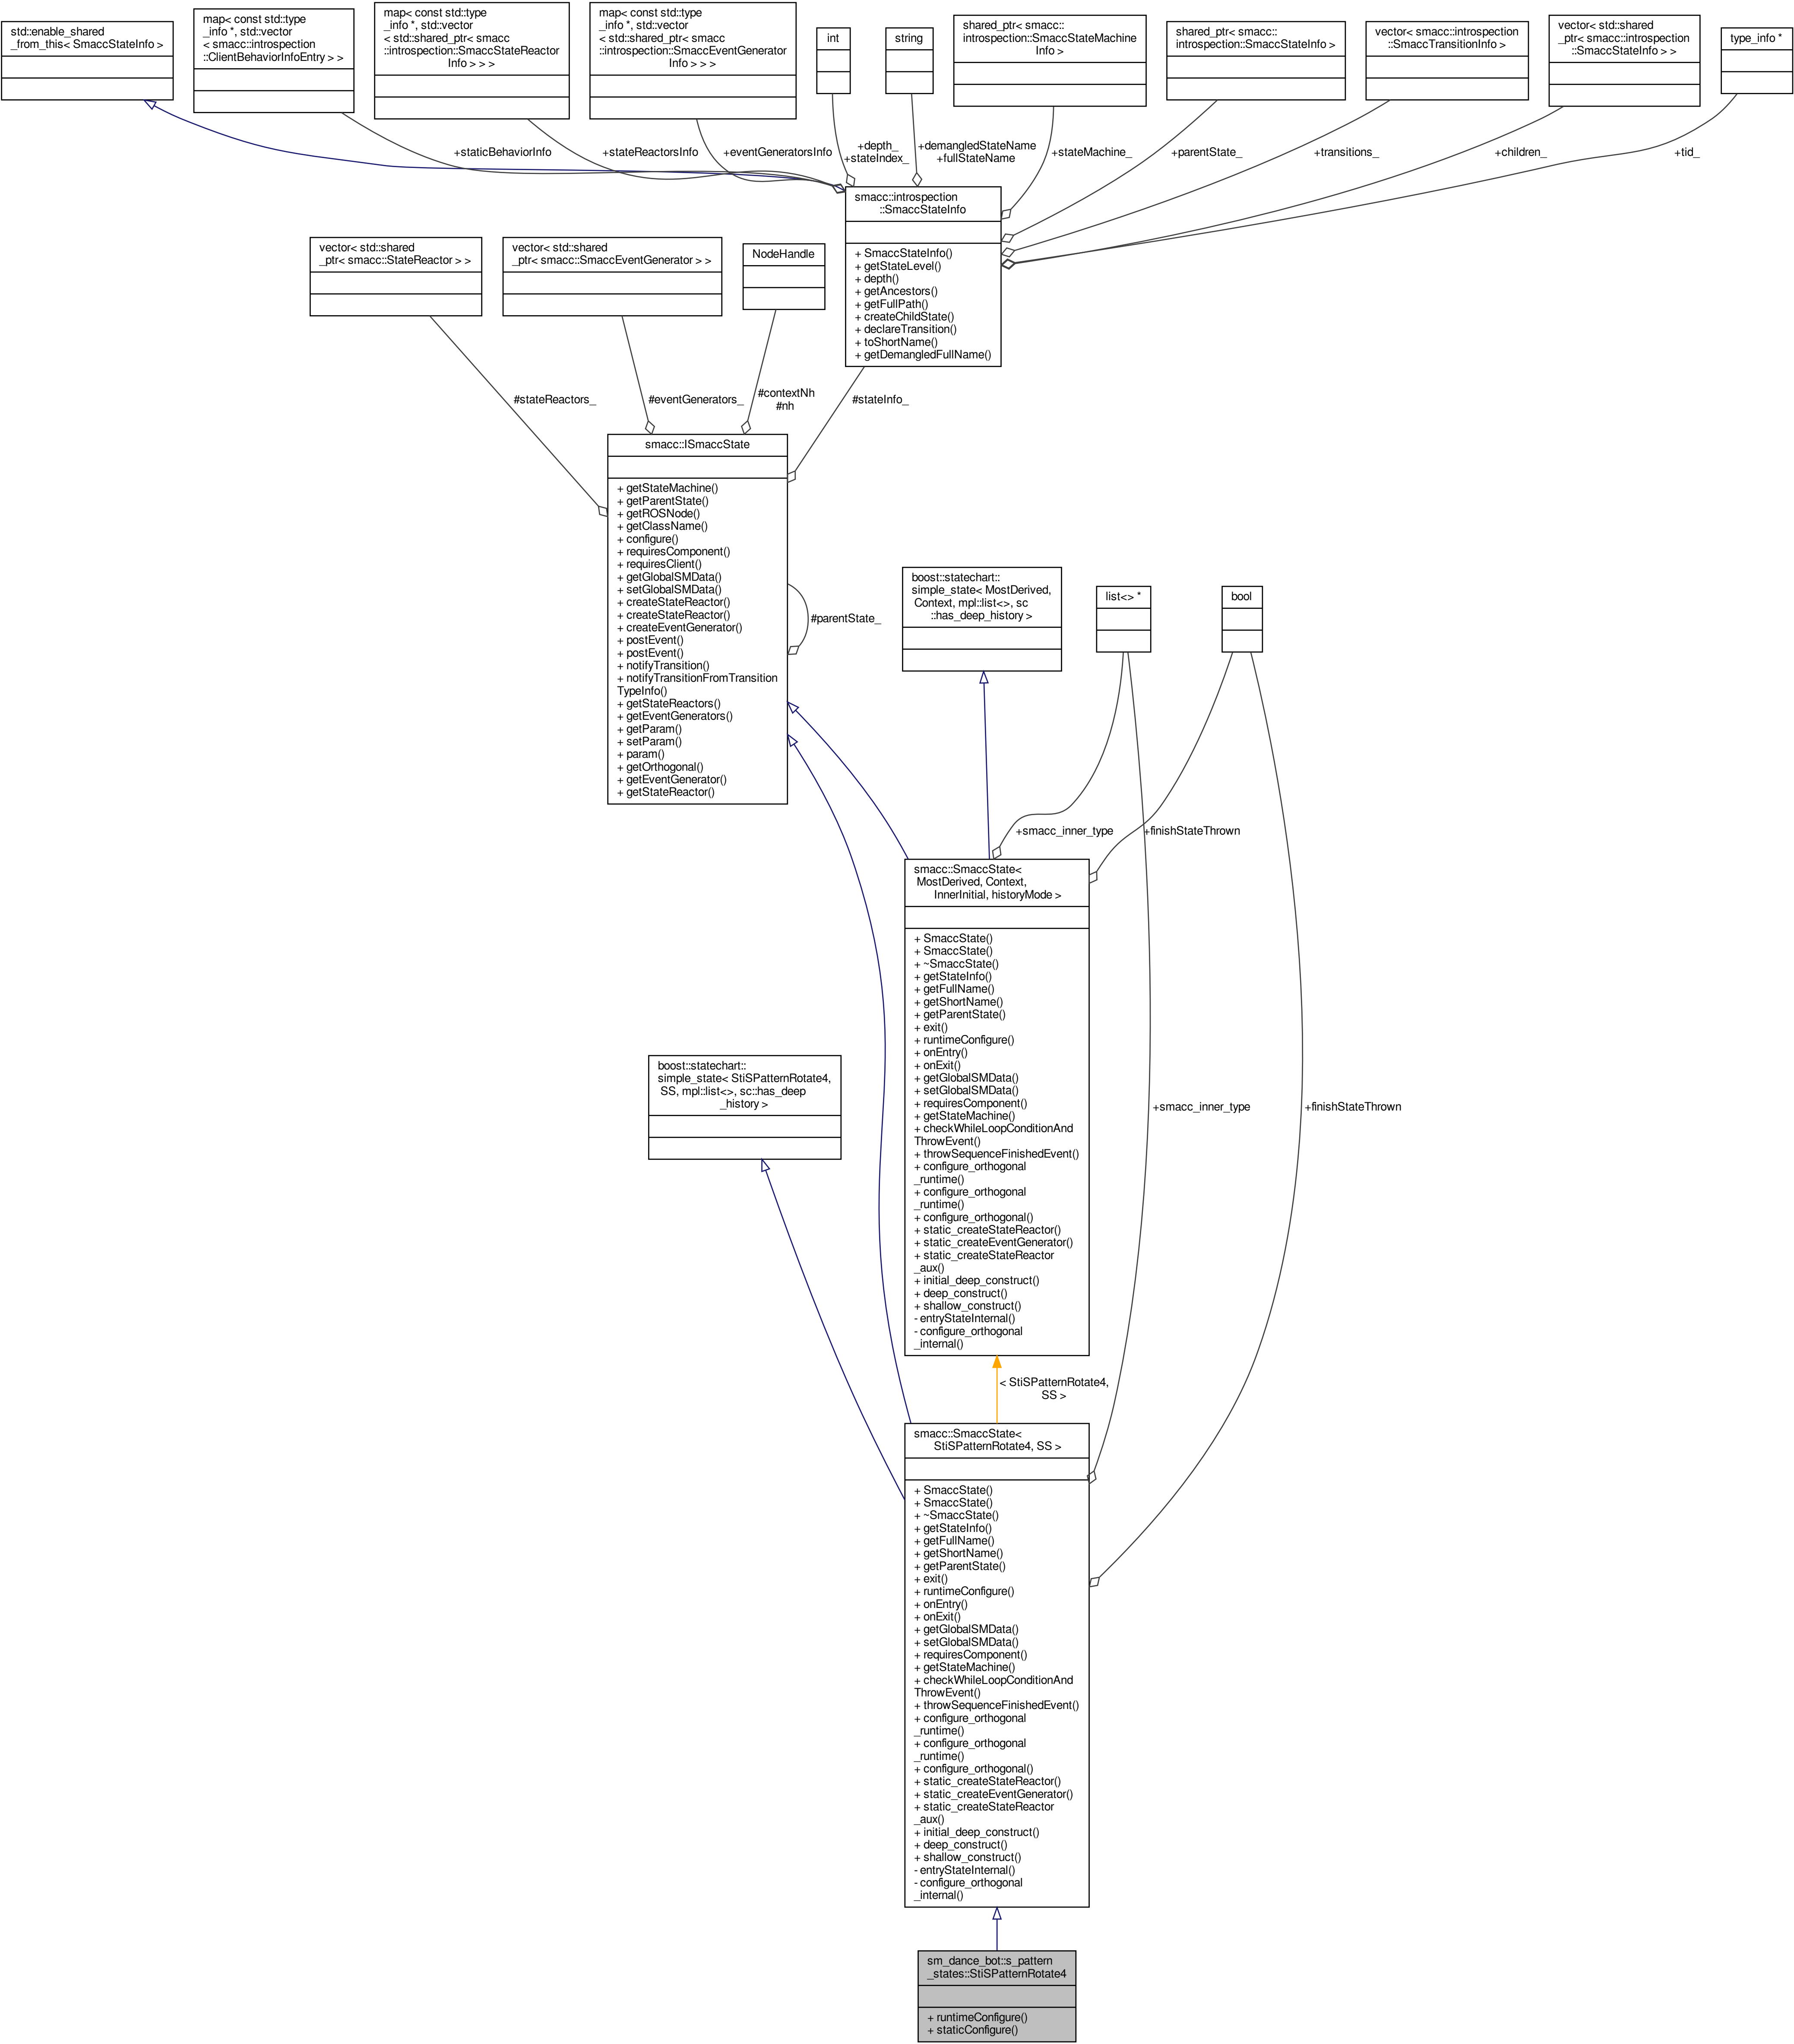 std::enable_shared
_from_this< SmaccStateInfo >
map< const std::type
_info *, std::vector
< smacc::introspection
::ClientBehaviorInfoEntry > >
map< const std::type
_info *, std::vector
< std::shared_ptr< smacc
::introspection::SmaccStateReactor
Info > > >
map< const std::type
_info *, std::vector
< std::shared_ptr< smacc
::introspection::SmaccEventGenerator
Info > > >
int
string
shared_ptr< smacc::
introspection::SmaccStateMachine
Info >
shared_ptr< smacc::
introspection::SmaccStateInfo >
vector< smacc::introspection
::SmaccTransitionInfo >
vector< std::shared
_ptr< smacc::introspection
::SmaccStateInfo > >
type_info *
+staticBehaviorInfo
+stateReactorsInfo
+eventGeneratorsInfo
+depth_
+stateIndex_
+demangledStateName
+fullStateName
+stateMachine_
+parentState_
+transitions_
+children_
+tid_
smacc::introspection
::SmaccStateInfo
+ SmaccStateInfo()
+ getStateLevel()
+ depth()
+ getAncestors()
+ getFullPath()
+ createChildState()
+ declareTransition()
+ toShortName()
+ getDemangledFullName()
vector< std::shared
_ptr< smacc::StateReactor > >
vector< std::shared
_ptr< smacc::SmaccEventGenerator > >
NodeHandle
#stateReactors_
#eventGenerators_
#contextNh
#nh
#stateInfo_
smacc::ISmaccState
+ getStateMachine()
+ getParentState()
+ getROSNode()
+ getClassName()
+ configure()
+ requiresComponent()
+ requiresClient()
+ getGlobalSMData()
+ setGlobalSMData()
+ createStateReactor()
+ createStateReactor()
+ createEventGenerator()
+ postEvent()
+ postEvent()
+ notifyTransition()
+ notifyTransitionFromTransition
TypeInfo()
+ getStateReactors()
+ getEventGenerators()
+ getParam()
+ setParam()
+ param()
+ getOrthogonal()
+ getEventGenerator()
+ getStateReactor()
#parentState_
boost::statechart::
simple_state< MostDerived,
Context, mpl::list<>, sc
::has_deep_history >
list<> *
bool
+smacc_inner_type
+finishStateThrown
smacc::SmaccState<
MostDerived, Context,
InnerInitial, historyMode >
+ SmaccState()
+ SmaccState()
+ ~SmaccState()
+ getStateInfo()
+ getFullName()
+ getShortName()
+ getParentState()
+ exit()
+ runtimeConfigure()
+ onEntry()
+ onExit()
+ getGlobalSMData()
+ setGlobalSMData()
+ requiresComponent()
+ getStateMachine()
+ checkWhileLoopConditionAnd
ThrowEvent()
+ throwSequenceFinishedEvent()
+ configure_orthogonal
_runtime()
+ configure_orthogonal
_runtime()
+ configure_orthogonal()
+ static_createStateReactor()
+ static_createEventGenerator()
+ static_createStateReactor
_aux()
+ initial_deep_construct()
+ deep_construct()
+ shallow_construct()
- entryStateInternal()
- configure_orthogonal
_internal()
boost::statechart::
simple_state< StiSPatternRotate4,
SS, mpl::list<>, sc::has_deep
_history >
+smacc_inner_type
+finishStateThrown
< StiSPatternRotate4,
SS >
smacc::SmaccState<
StiSPatternRotate4, SS >
+ SmaccState()
+ SmaccState()
+ ~SmaccState()
+ getStateInfo()
+ getFullName()
+ getShortName()
+ getParentState()
+ exit()
+ runtimeConfigure()
+ onEntry()
+ onExit()
+ getGlobalSMData()
+ setGlobalSMData()
+ requiresComponent()
+ getStateMachine()
+ checkWhileLoopConditionAnd
ThrowEvent()
+ throwSequenceFinishedEvent()
+ configure_orthogonal
_runtime()
+ configure_orthogonal
_runtime()
+ configure_orthogonal()
+ static_createStateReactor()
+ static_createEventGenerator()
+ static_createStateReactor
_aux()
+ initial_deep_construct()
+ deep_construct()
+ shallow_construct()
- entryStateInternal()
- configure_orthogonal
_internal()
sm_dance_bot::s_pattern
_states::StiSPatternRotate4
+ runtimeConfigure()
+ staticConfigure()